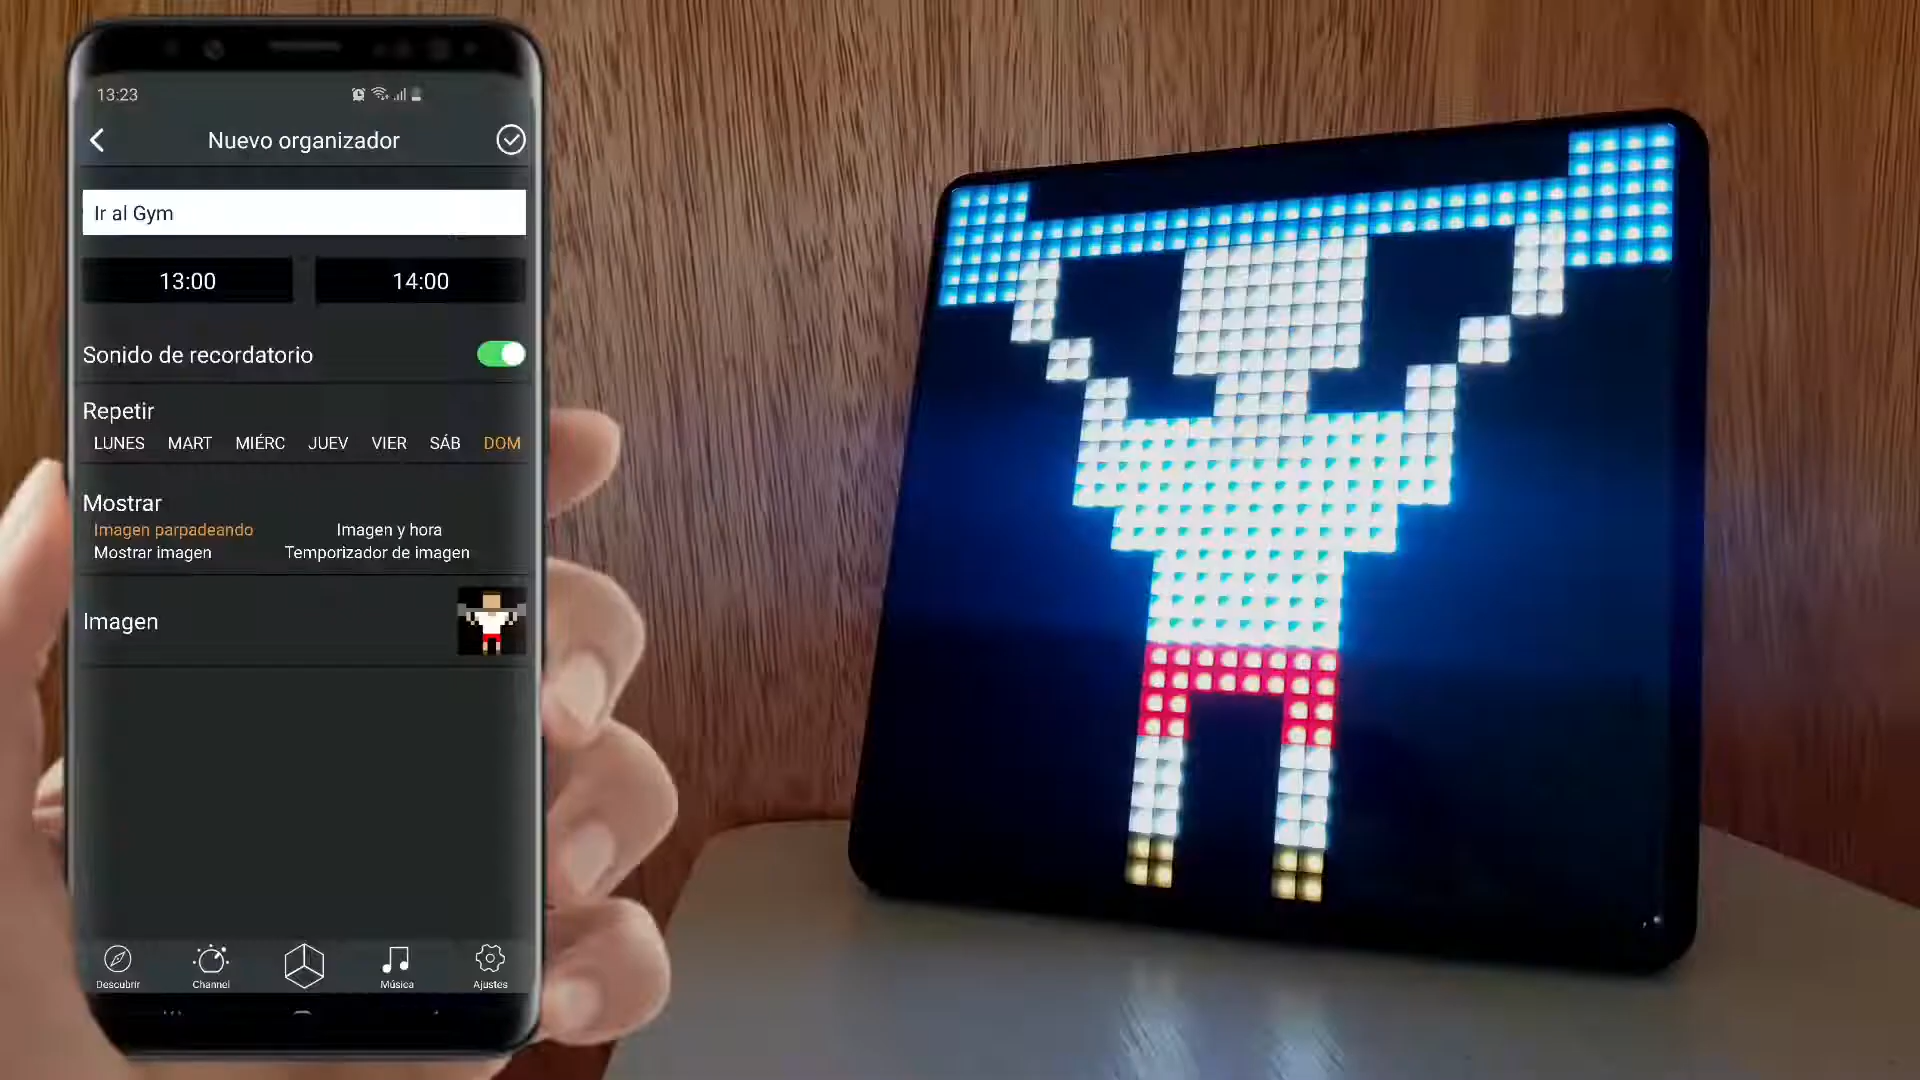 13:23
Nuevo organizador
Ir al Gym
13:00 14:00
Sonido de recordatorio
Repetir
LUNES MART MIÉRC JUEV VIER SÁB DOM
Mostrar
Imagen parpadeando Imagen y hora
Mostrar imagen Temporizador de imagen
Imagen
Descubrir Channel Música Ajustes